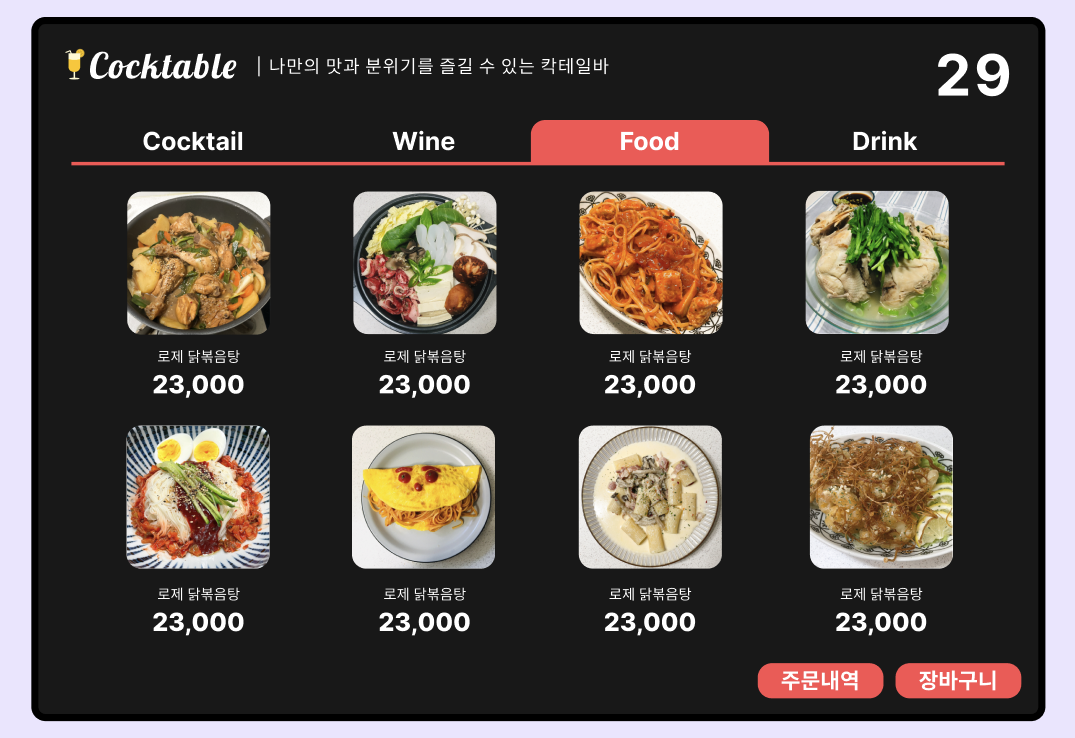 Cocktable | 나만의 맛과 분위기를 즐길 수 있는 칵테일바
29
Cocktail Wine Food Drink
로제 닭볶음탕 로제 닭볶음탕 로제 닭볶음탕 로제 닭볶음탕
23,000 23,000 23,000 23,000
로제 닭볶음탕 로제 닭볶음탕 로제 닭볶음탕 로제 닭볶음탕
23,000 23,000 23,000 23,000
주문내역 장바구니